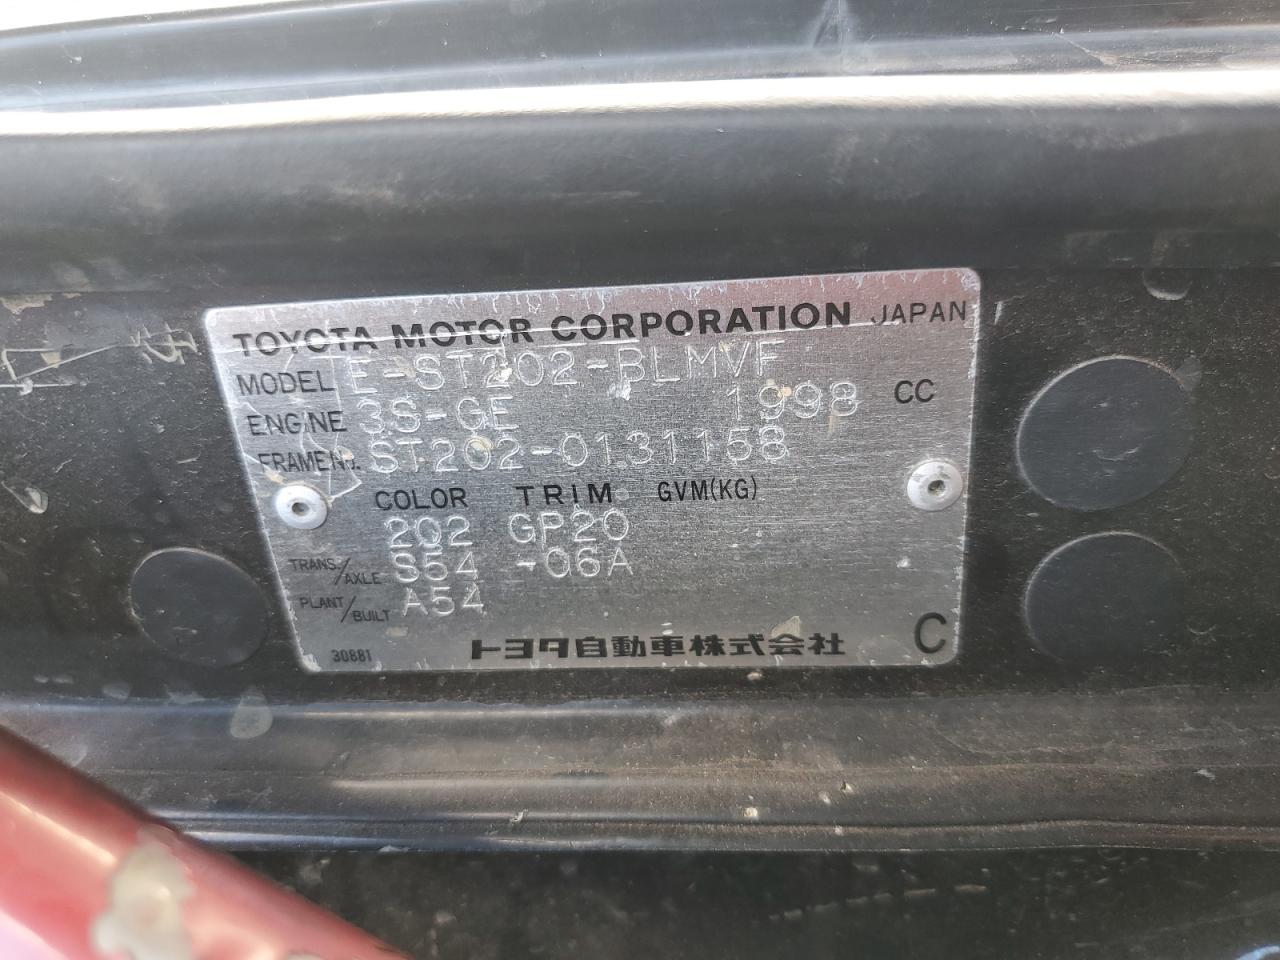 TOYOTA MOTOR CORPORATION JAPAN
MODEL E-ST202-BLMVF
ENGINE 3S-GE 1998 CC
FRAME No. ST202-0131158
COLOR TRIM GVM(KG)
202 GP20
TRANS./AXLE S54 -06A
PLANT/BUILT A54
30881 トヨタ自動車株式会社 C